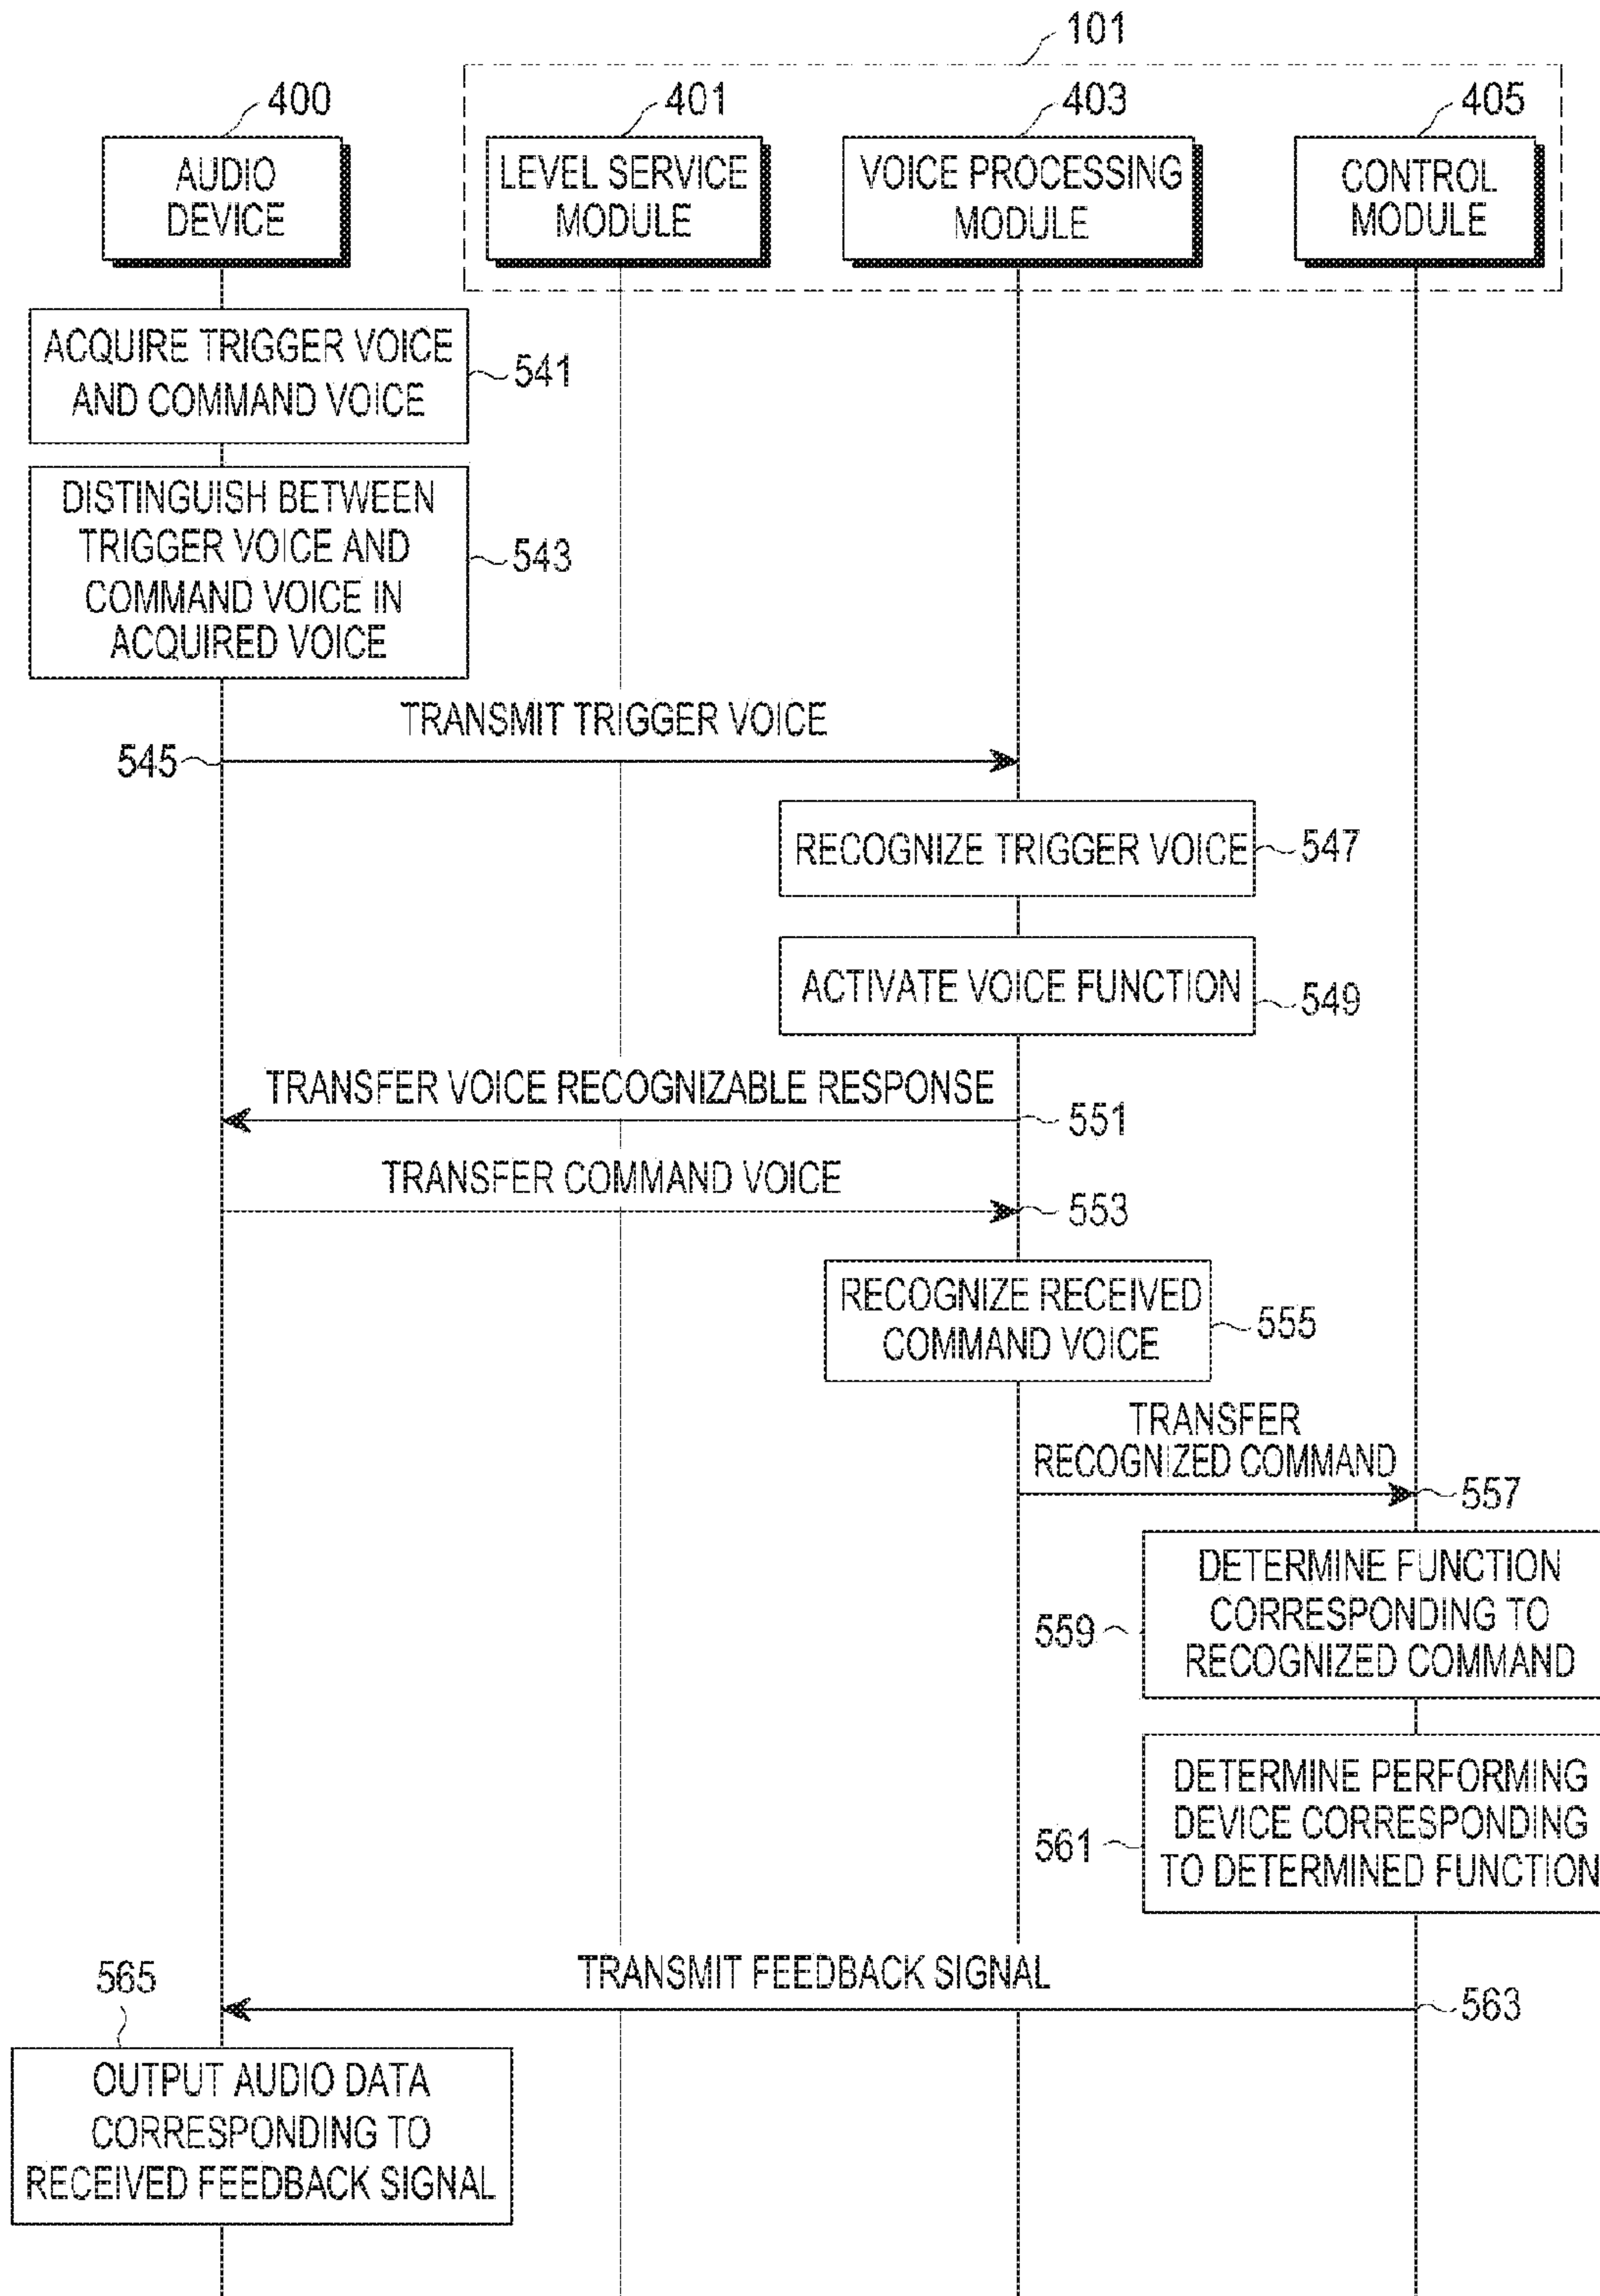 101
400
401
403
405
AUDIO
DEVICE
LEVEL SERVICE
MODULE
VOICE PROCESSING
MODULE
CONTROL
MODULE
ACQUIRE TRIGGER VOICE
AND COMMAND VOICE
541
DISTINGUISH BETWEEN
TRIGGER VOICE AND
COMMAND VOICE IN
ACQUIRED VOICE
543
TRANSMIT TRIGGER VOICE
545
RECOGNIZE TRIGGER VOICE
547
ACTIVATE VOICE FUNCTION
549
TRANSFER VOICE RECOGNIZABLE RESPONSE
551
TRANSFER COMMAND VOICE
553
RECOGNIZE RECEIVED
COMMAND VOICE
555
TRANSFER
RECOGNIZED COMMAND
557
DETERMINE FUNCTION
CORRESPONDING TO
RECOGNIZED COMMAND
559
DETERMINE PERFORMING
DEVICE CORRESPONDING
TO DETERMINED FUNCTION
561
TRANSMIT FEEDBACK SIGNAL
563
565
OUTPUT AUDIO DATA
CORRESPONDING TO
RECEIVED FEEDBACK SIGNAL